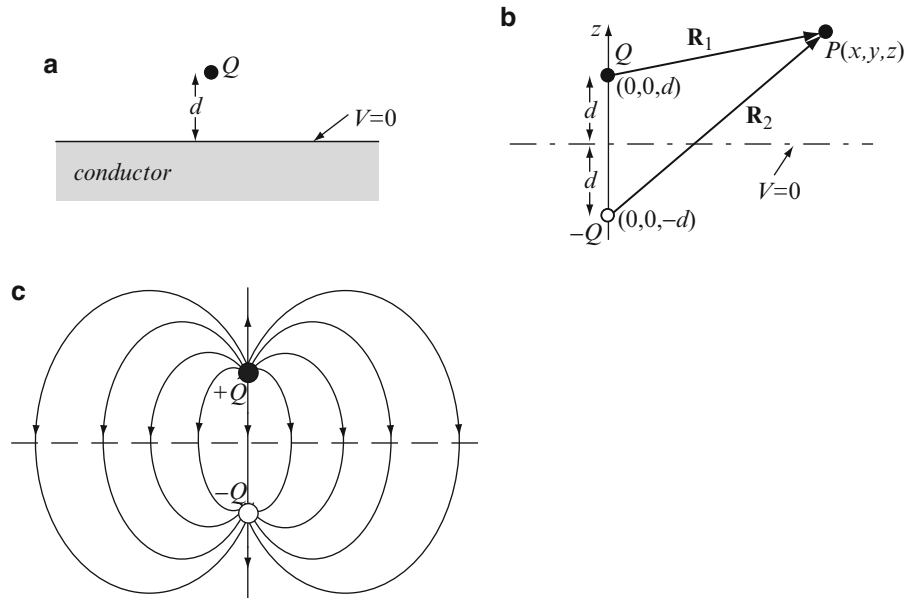 a
Q
d
V=0
conductor
b
z
R₁
Q
P(x,y,z)
(0,0,d)
d
R₂
d
V=0
(0,0,−d)
−Q
c
+Q
−Q